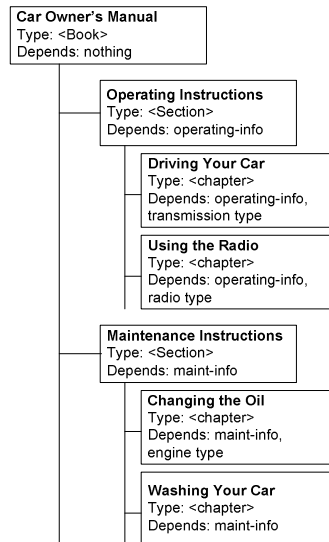 Car Owner's Manual
Type: <Book>
Depends: nothing
Operating Instructions
Type: <Section>
Depends: operating-info
Driving Your Car
Type: <chapter>
Depends: operating-info,
transmission type
Using the Radio
Type: <chapter>
Depends: operating-info,
radio type
Maintenance Instructions
Type: <Section>
Depends: maint-info
Changing the Oil
Type: <chapter>
Depends: maint-info,
engine type
Washing Your Car
Type: <chapter>
Depends: maint-info